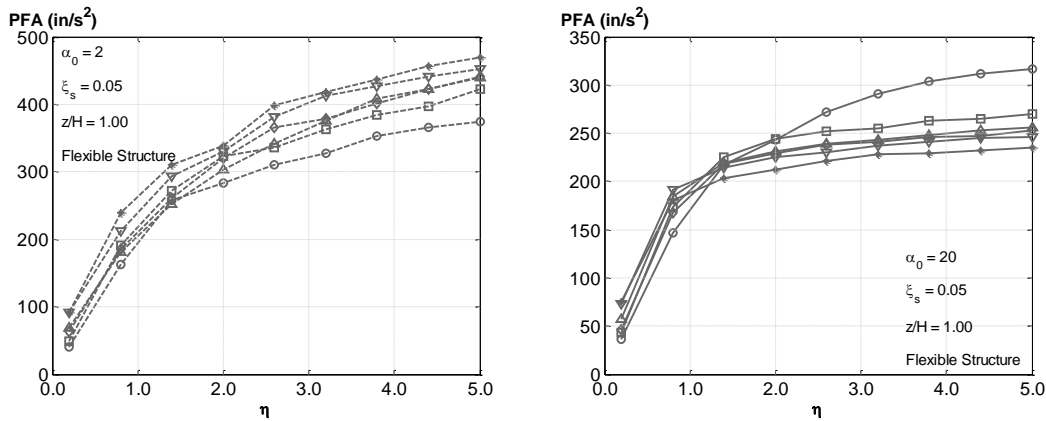 PFA (in/s²)
500
400
300
200
100
0
α₀ = 2
ξₛ = 0.05
z/H = 1.00
Flexible Structure
0.0 1.0 2.0 3.0 4.0 5.0
η
PFA (in/s²)
350
300
250
200
150
100
50
0
α₀ = 20
ξₛ = 0.05
z/H = 1.00
Flexible Structure
0.0 1.0 2.0 3.0 4.0 5.0
η